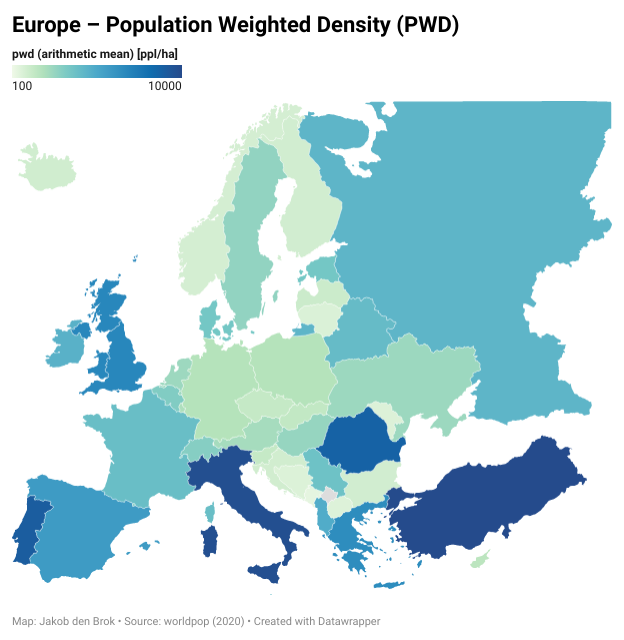 Europe – Population Weighted Density (PWD)
pwd (arithmetic mean) [ppl/ha]
100 10000
Map: Jakob den Brok • Source: worldpop (2020) • Created with Datawrapper